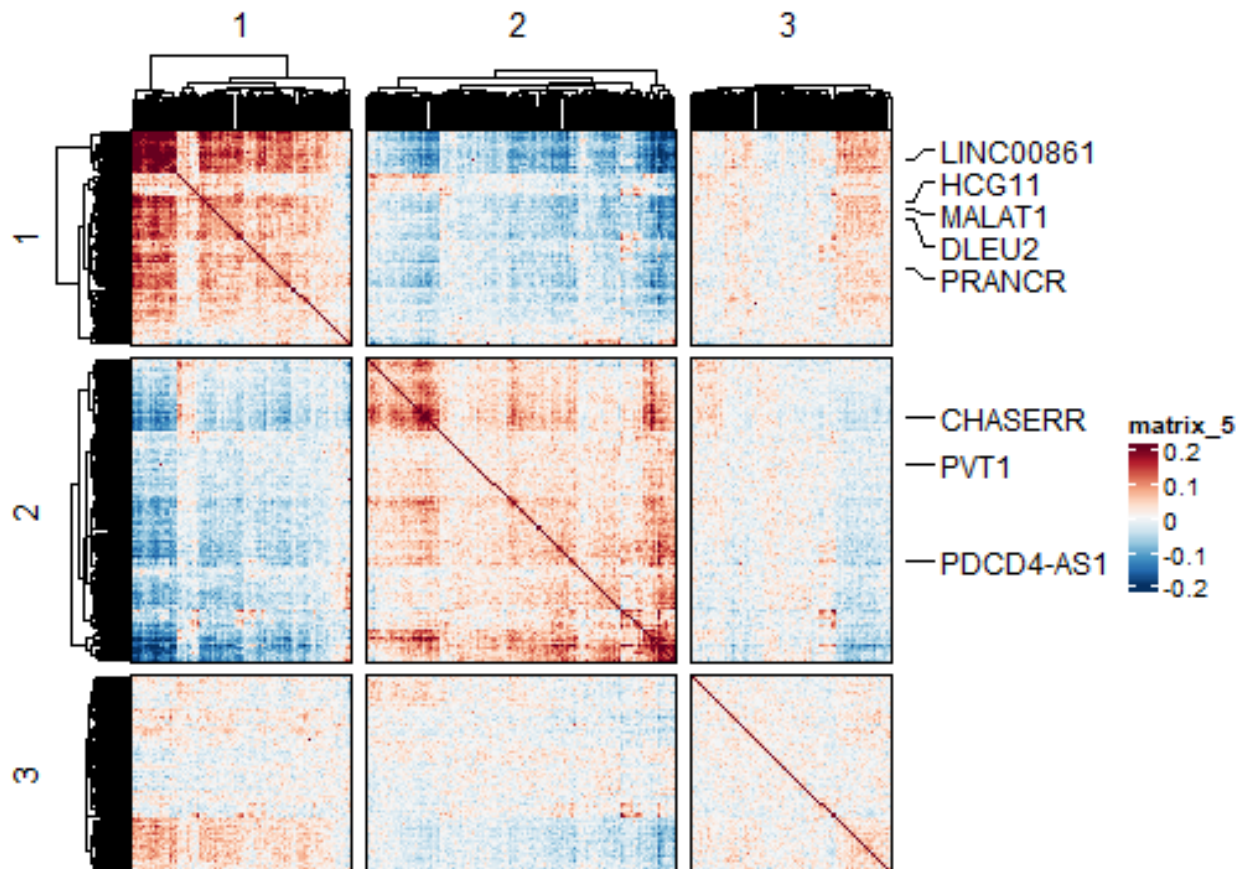 1 2 3
1
LINC00861
HCG11
MALAT1
DLEU2
PRANCR
2
CHASERR
PVT1
PDCD4-AS1
matrix_5
0.2
0.1
0
-0.1
-0.2
3